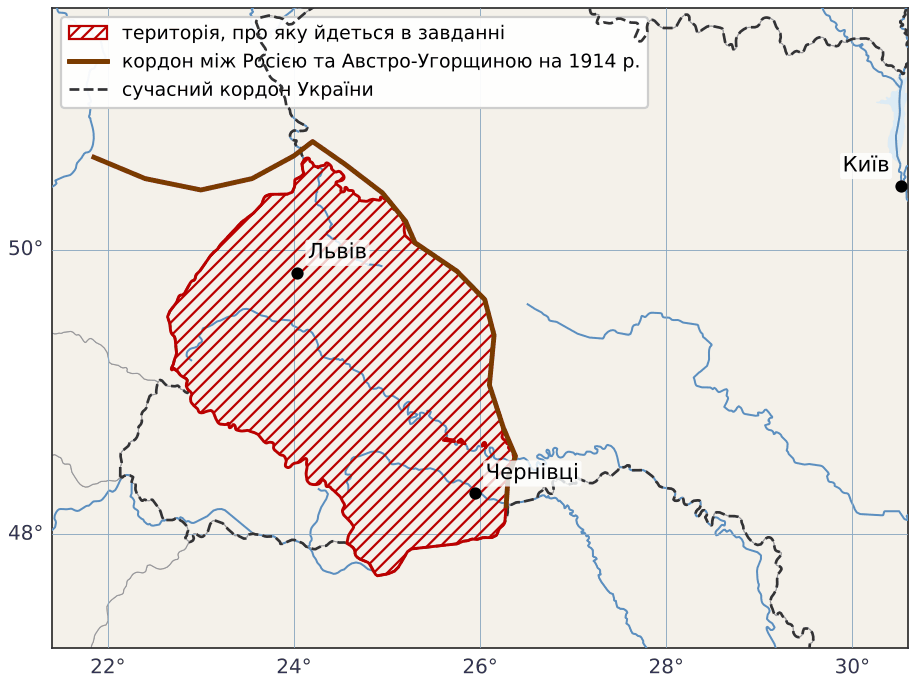 територія, про яку йдеться в завданні
кордон між Росією та Австро-Угорщиною на 1914 р.
сучасний кордон України
Київ
50°
Львів
Чернівці
48°
22°
24°
26°
28°
30°